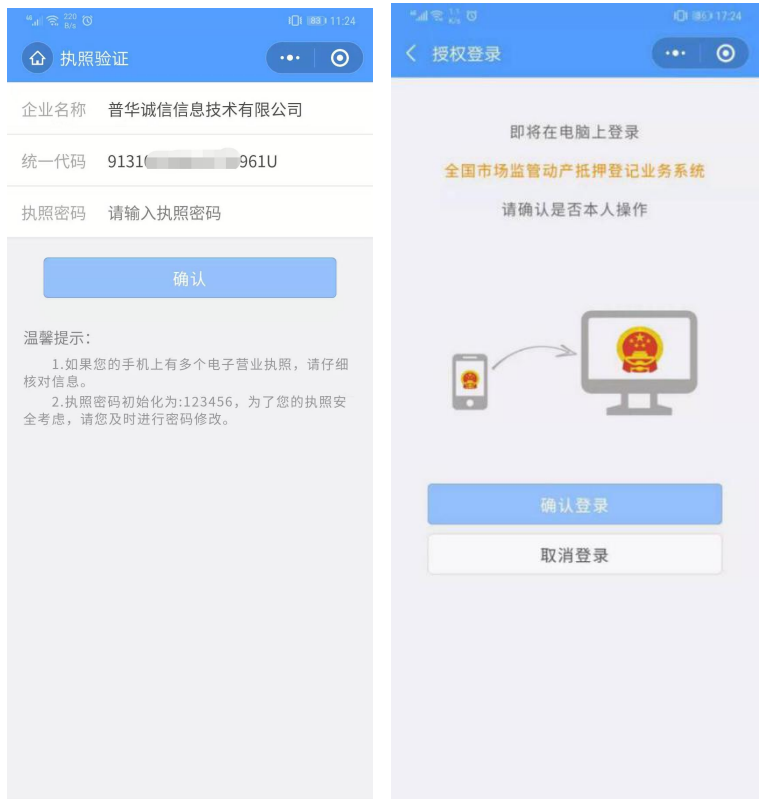 46 220 B/s 83 11:24
执照验证
企业名称 普华诚信信息技术有限公司
统一代码 9131 961U
执照密码 请输入执照密码
确认
温馨提示：
1.如果您的手机上有多个电子营业执照，请仔细
核对信息。
2.执照密码初始化为:123456，为了您的执照安
全考虑，请您及时进行密码修改。
17:24
授权登录
即将在电脑上登录
全国市场监管动产抵押登记业务系统
请确认是否本人操作
确认登录
取消登录